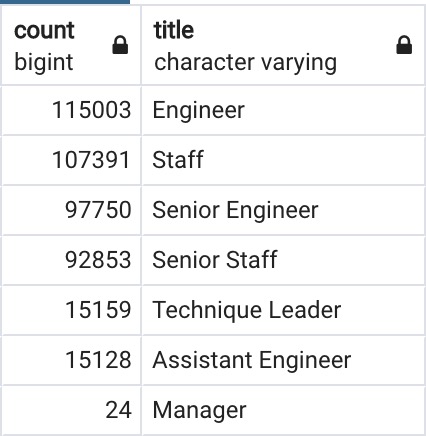 count title
bigint character varying
115003 Engineer
107391 Staff
97750 Senior Engineer
92853 Senior Staff
15159 Technique Leader
15128 Assistant Engineer
24 Manager